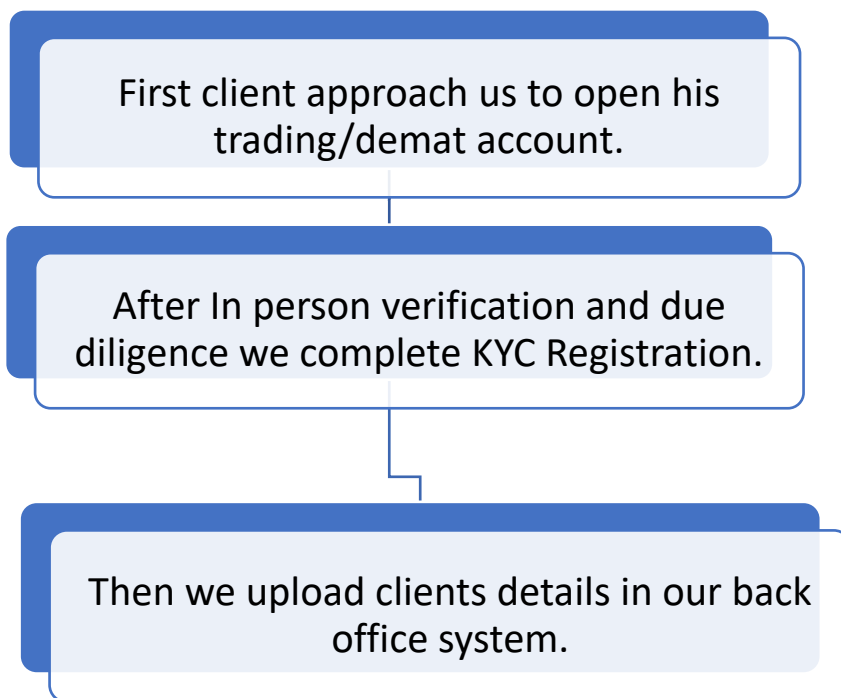 First client approach us to open his
trading/demat account.
After In person verification and due
diligence we complete KYC Registration.
Then we upload clients details in our back
office system.